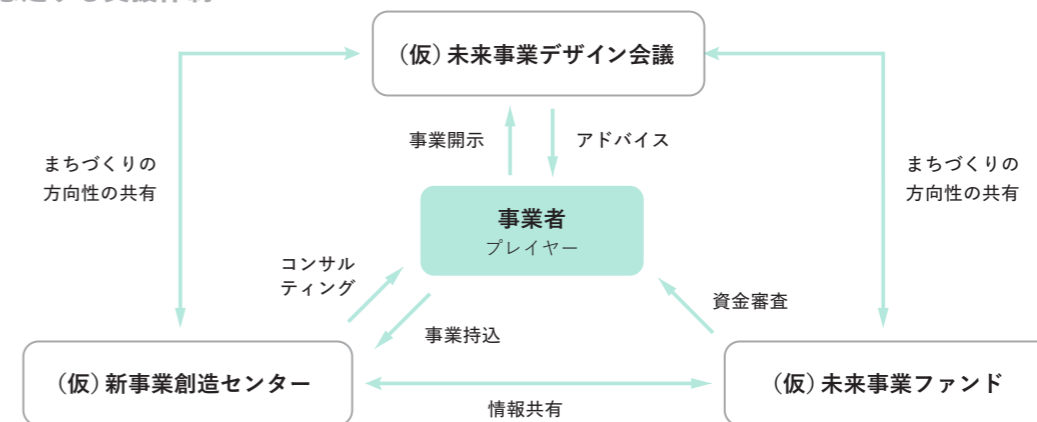 （仮）未来事業デザイン会議
事業開示
アドバイス
まちづくりの
方向性の共有
まちづくりの
方向性の共有
事業者
プレイヤー
コンサル
ティング
資金審査
事業持込
（仮）新事業創造センター
（仮）未来事業ファンド
情報共有